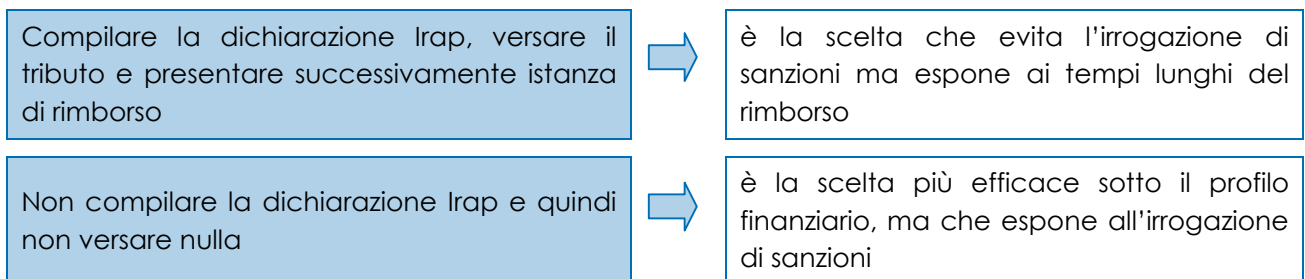 Compilare la dichiarazione Irap, versare il
tributo e presentare successivamente istanza
di rimborso
è la scelta che evita l’irrogazione di
sanzioni ma espone ai tempi lunghi del
rimborso
Non compilare la dichiarazione Irap e quindi
non versare nulla
è la scelta più efficace sotto il profilo
finanziario, ma che espone all’irrogazione
di sanzioni